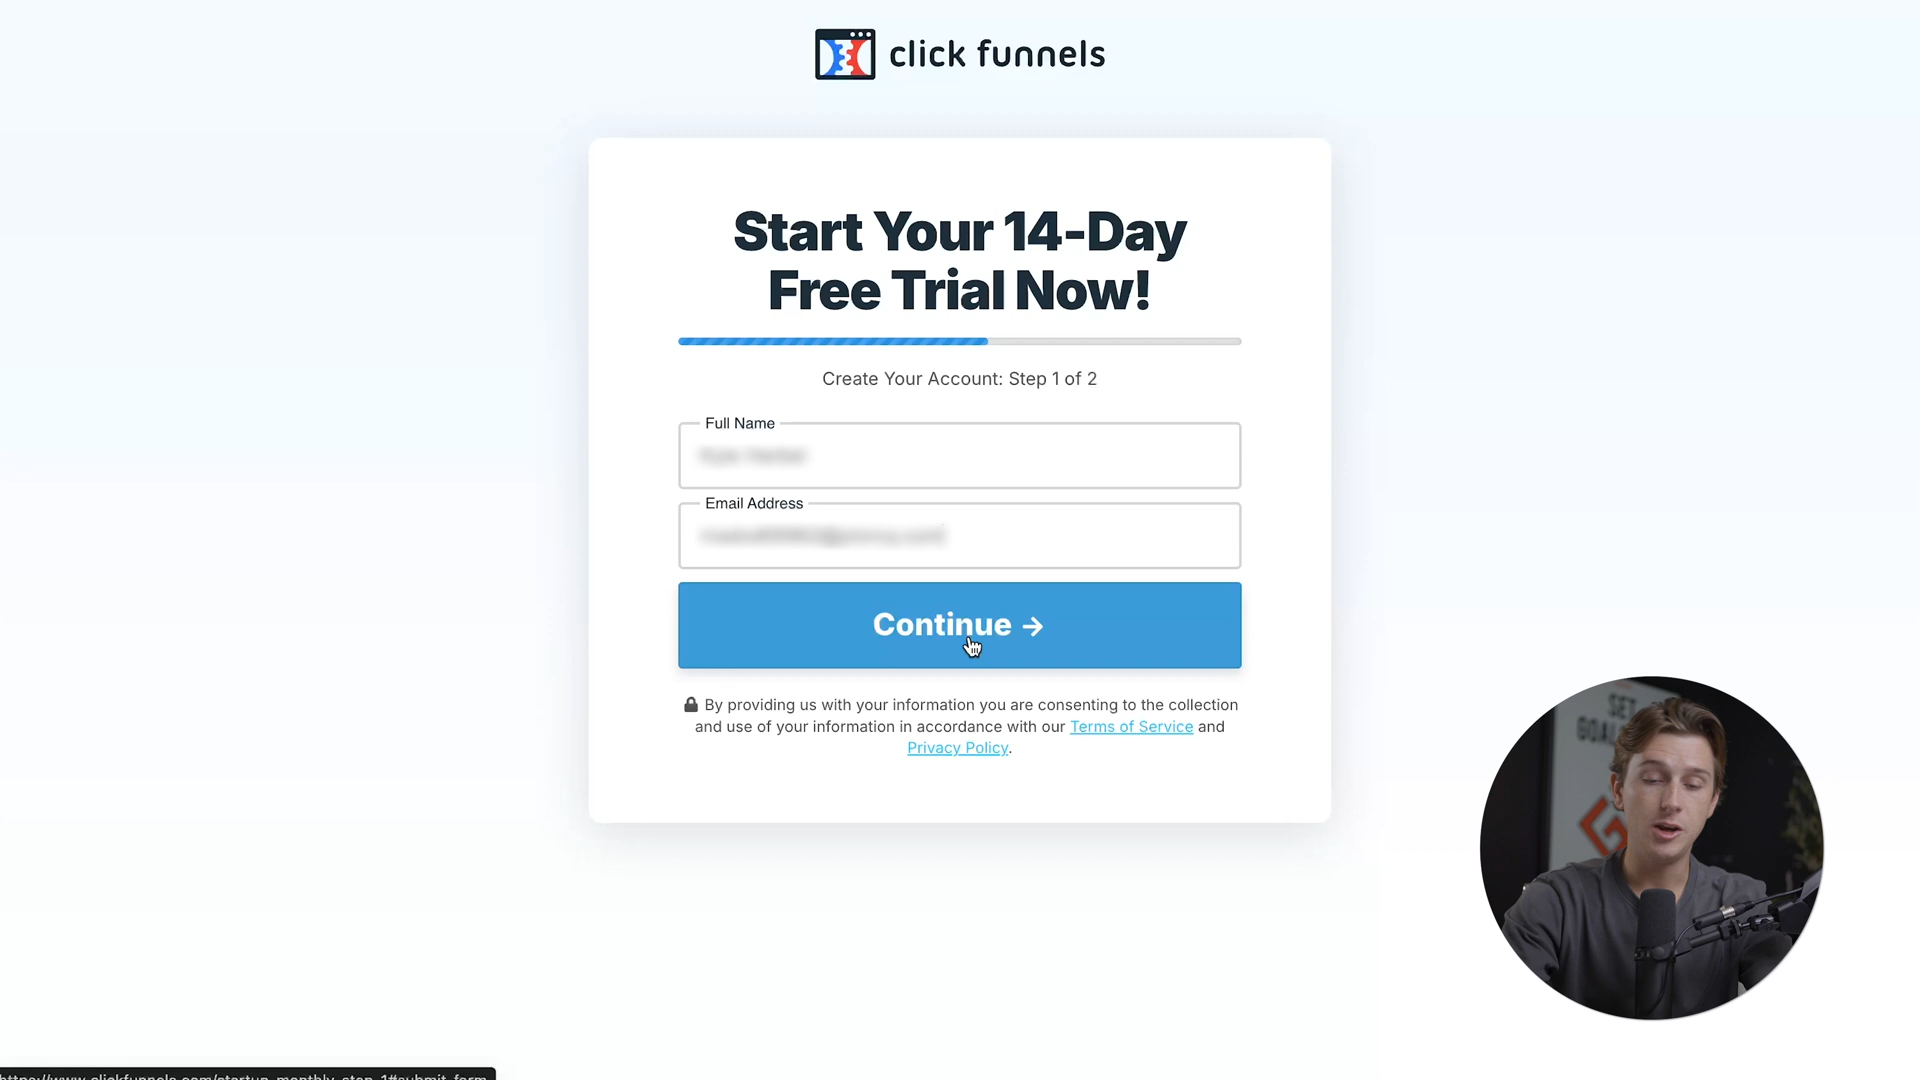 click funnels
Start Your 14-Day
Free Trial Now!
Create Your Account: Step 1 of 2
Full Name
Email Address
Continue →
By providing us with your information you are consenting to the collection
and use of your information in accordance with our Terms of Service and
Privacy Policy.
SET